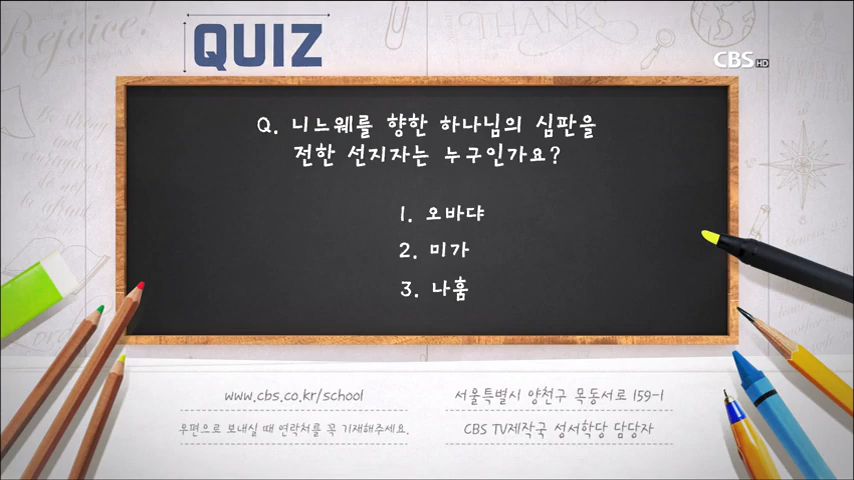 QUIZ
CBS HD
Rejoice!
THANKS
Q. 니느웨를 향한 하나님의 심판을
전한 선지자는 누구인가요?
1. 오바댜
2. 미가
3. 나훔
www.cbs.co.kr/school
우편으로 보내실 때 연락처를 꼭 기재해주세요.
서울특별시 양천구 목동서로 159-1
CBS TV제작국 성서학당 담당자